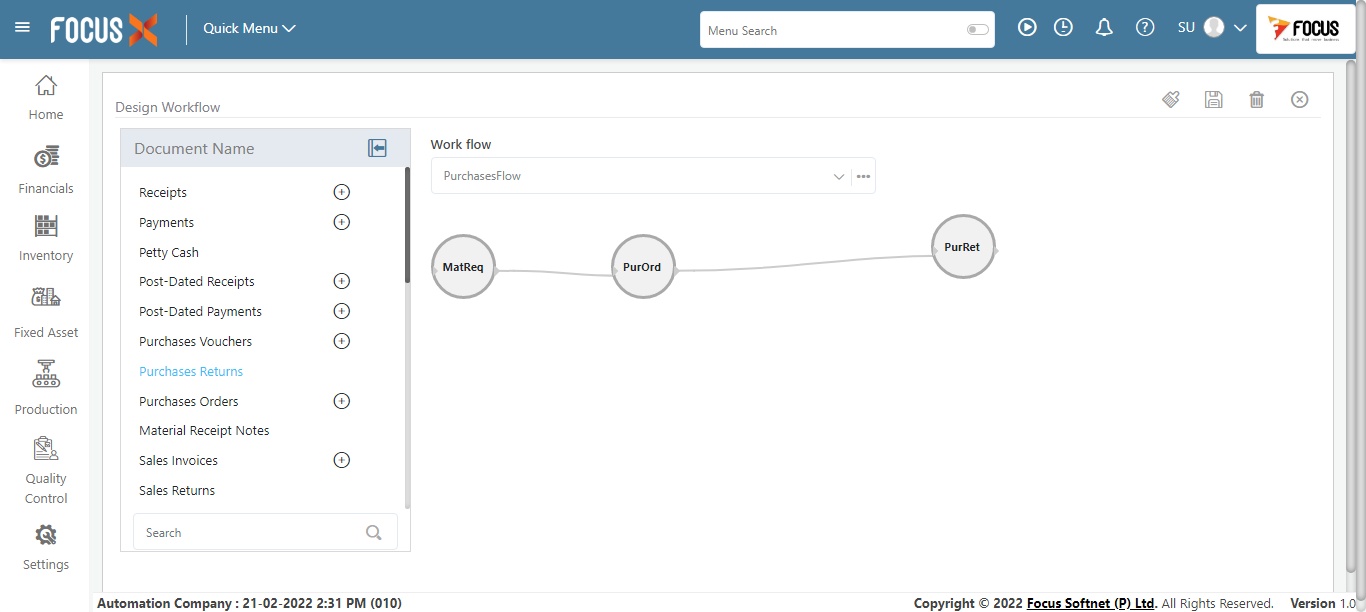 FOCUS X
Quick Menu
Menu Search
SU
FOCUS
Home
Financials
Inventory
Fixed Asset
Production
Quality
Control
Settings
Design Workflow
Document Name
Receipts
Payments
Petty Cash
Post-Dated Receipts
Post-Dated Payments
Purchases Vouchers
Purchases Returns
Purchases Orders
Material Receipt Notes
Sales Invoices
Sales Returns
Search
Work flow
PurchasesFlow
MatReq
PurOrd
PurRet
Automation Company : 21-02-2022 2:31 PM (010)
Copyright © 2022 Focus Softnet (P) Ltd. All Rights Reserved. Version 1.0